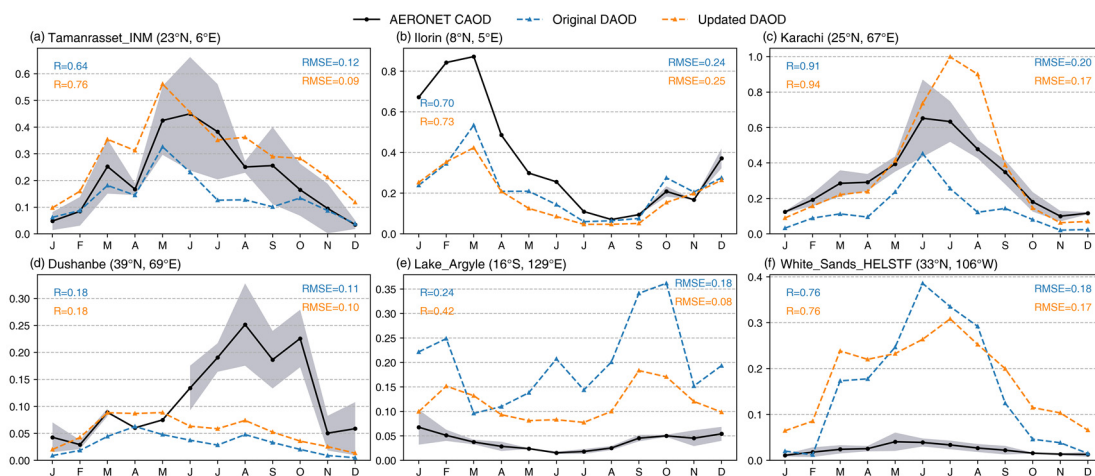 AERONET CAOD Original DAOD Updated DAOD
(a) Tamanrasset_INM (23°N, 6°E)
R=0.64 RMSE=0.12
R=0.76 RMSE=0.09
0.6
0.5
0.4
0.3
0.2
0.1
0.0
J F M A M J J A S O N D
(b) Ilorin (8°N, 5°E)
RMSE=0.24
RMSE=0.25
R=0.70
R=0.73
0.8
0.6
0.4
0.2
0.0
J F M A M J J A S O N D
(c) Karachi (25°N, 67°E)
R=0.91 RMSE=0.20
R=0.94 RMSE=0.17
1.0
0.8
0.6
0.4
0.2
0.0
J F M A M J J A S O N D
(d) Dushanbe (39°N, 69°E)
R=0.18 RMSE=0.11
R=0.18 RMSE=0.10
0.30
0.25
0.20
0.15
0.10
0.05
0.00
J F M A M J J A S O N D
(e) Lake_Argyle (16°S, 129°E)
R=0.24 RMSE=0.18
R=0.42 RMSE=0.08
0.35
0.30
0.25
0.20
0.15
0.10
0.05
0.00
J F M A M J J A S O N D
(f) White_Sands_HELSTF (33°N, 106°W)
R=0.76 RMSE=0.18
R=0.76 RMSE=0.17
0.4
0.3
0.2
0.1
0.0
J F M A M J J A S O N D